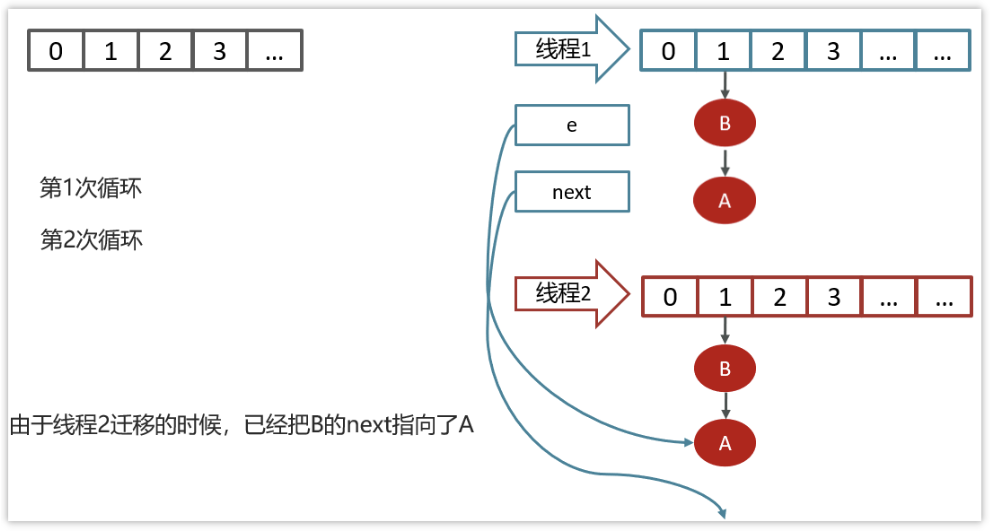 0 1 2 3 ...
线程1
0 1 2 3 ... ...
e
B
第1次循环
next
A
第2次循环
线程2
0 1 2 3 ... ...
B
由于线程2迁移的时候，已经把B的next指向了A
A